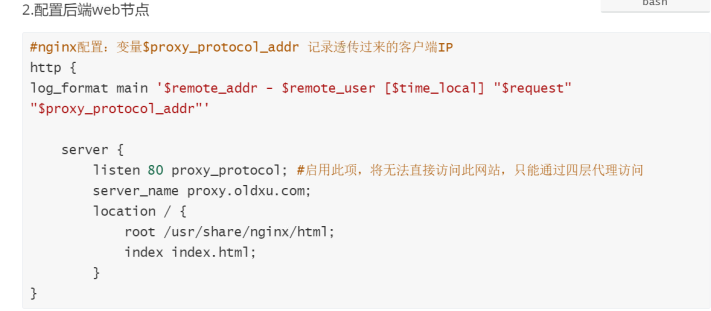 bash
2.配置后端web节点
#nginx配置：变量$proxy_protocol_addr 记录透传过来的客户端IP
http {
log_format main '$remote_addr - $remote_user [$time_local] "$request"
"$proxy_protocol_addr"'
server {
listen 80 proxy_protocol; #启用此项，将无法直接访问此网站，只能通过四层代理访问
server_name proxy.oldxu.com;
location / {
root /usr/share/nginx/html;
index index.html;
}
}